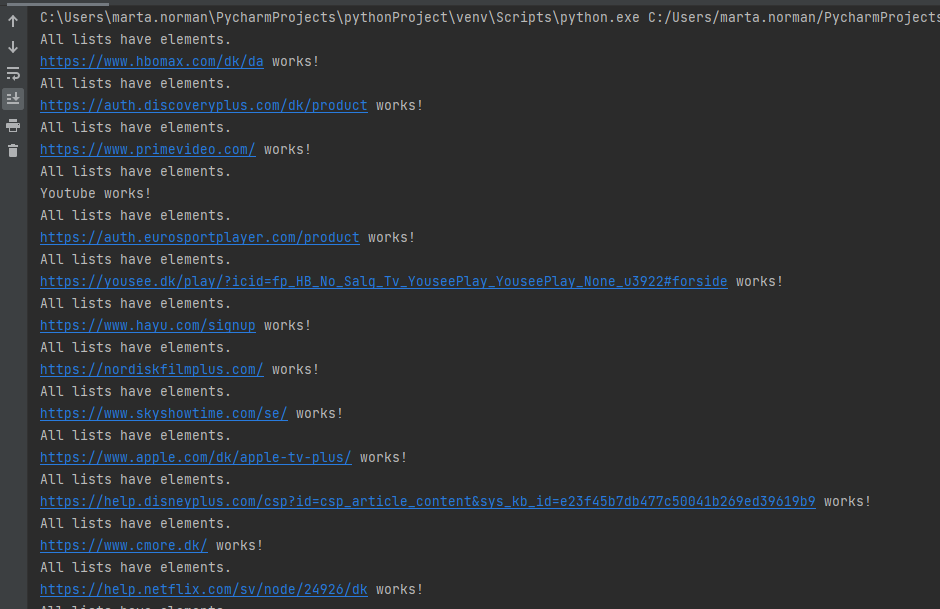 C:\Users\marta.norman\PycharmProjects\pythonProject\venv\Scripts\python.exe C:/Users/marta.norman/PycharmProjects
All lists have elements.
https://www.hbomax.com/dk/da works!
All lists have elements.
https://auth.discoveryplus.com/dk/product works!
All lists have elements.
https://www.primevideo.com/ works!
All lists have elements.
Youtube works!
All lists have elements.
https://auth.eurosportplayer.com/product works!
All lists have elements.
https://yousee.dk/play/?icid=fp_HB_No_Salg_Tv_YouseePlay_YouseePlay_None_u3922#forside works!
All lists have elements.
https://www.hayu.com/signup works!
All lists have elements.
https://nordiskfilmplus.com/ works!
All lists have elements.
https://www.skyshowtime.com/se/ works!
All lists have elements.
https://www.apple.com/dk/apple-tv-plus/ works!
All lists have elements.
https://help.disneyplus.com/csp?id=csp_article_content&sys_kb_id=e23f45b7db477c50041b269ed39619b9 works!
All lists have elements.
https://www.cmore.dk/ works!
All lists have elements.
https://help.netflix.com/sv/node/24926/dk works!
All lists have elements.